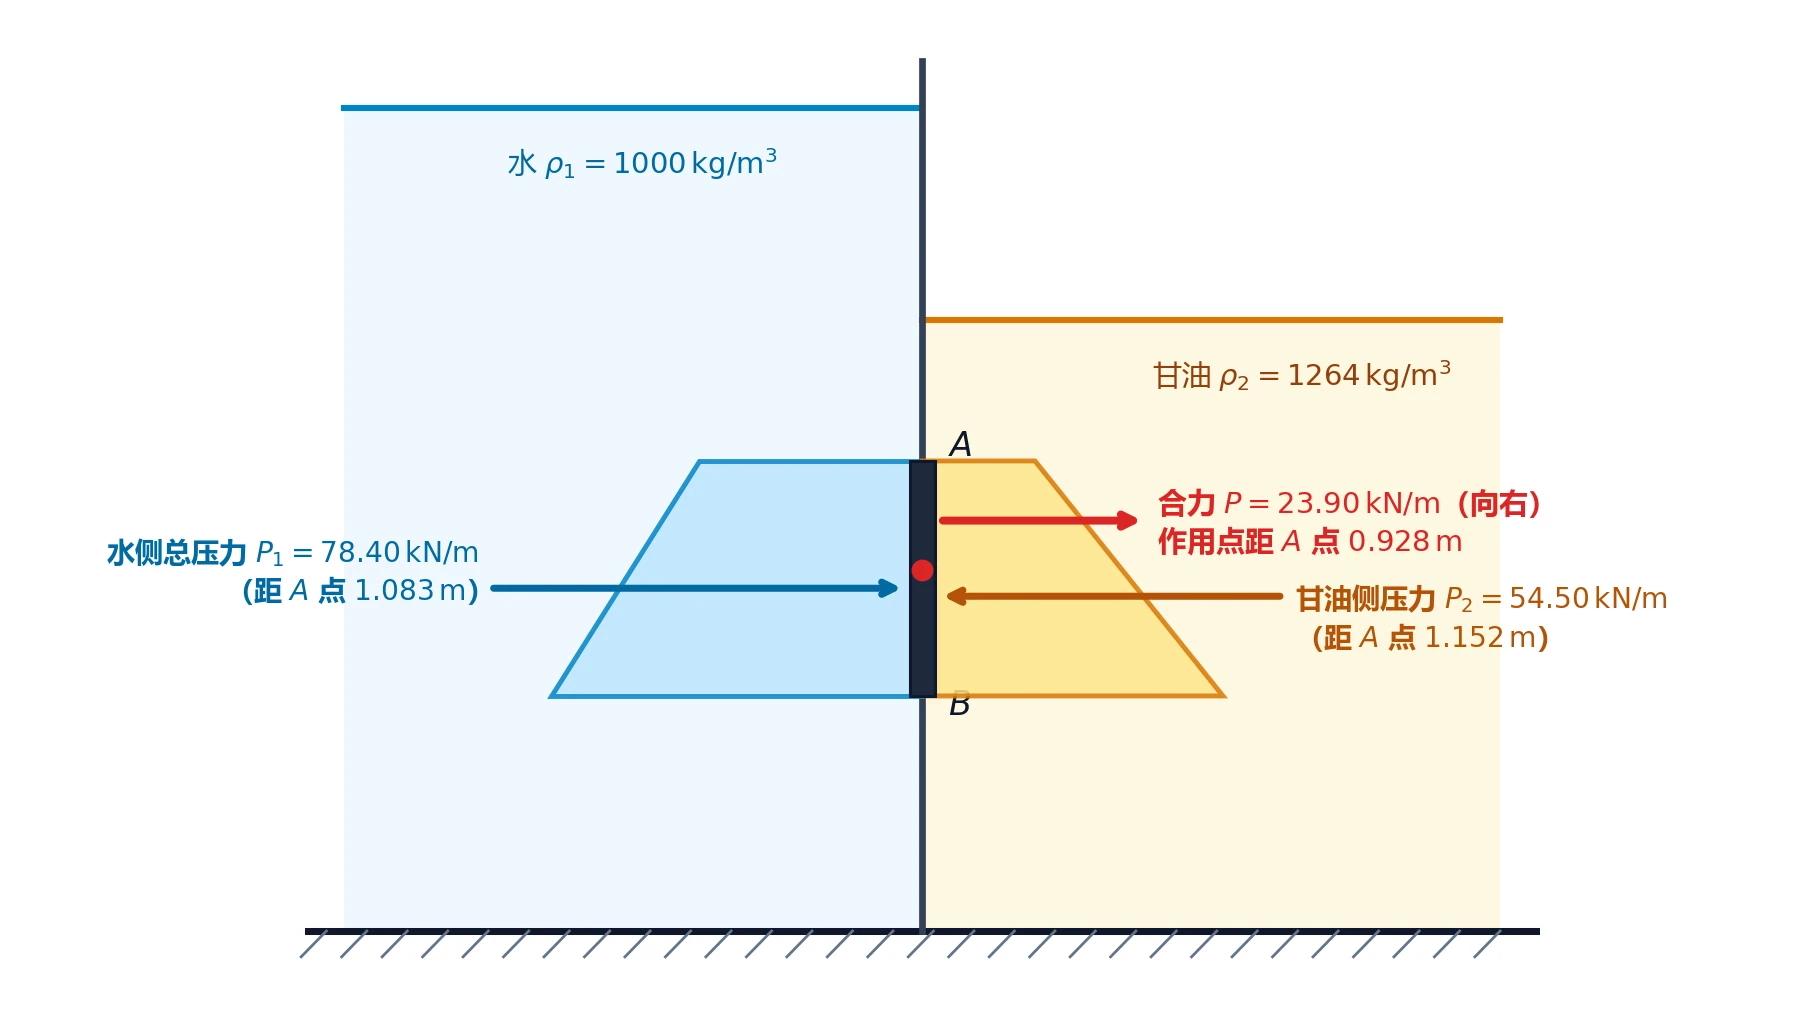 水 ρ₁ = 1000 kg/m³
甘油 ρ₂ = 1264 kg/m³
A
合力 P = 23.90 kN/m (向右)
作用点距 A 点 0.928 m
水侧总压力 P₁ = 78.40 kN/m
(距 A 点 1.083 m)
甘油侧压力 P₂ = 54.50 kN/m
(距 A 点 1.152 m)
B